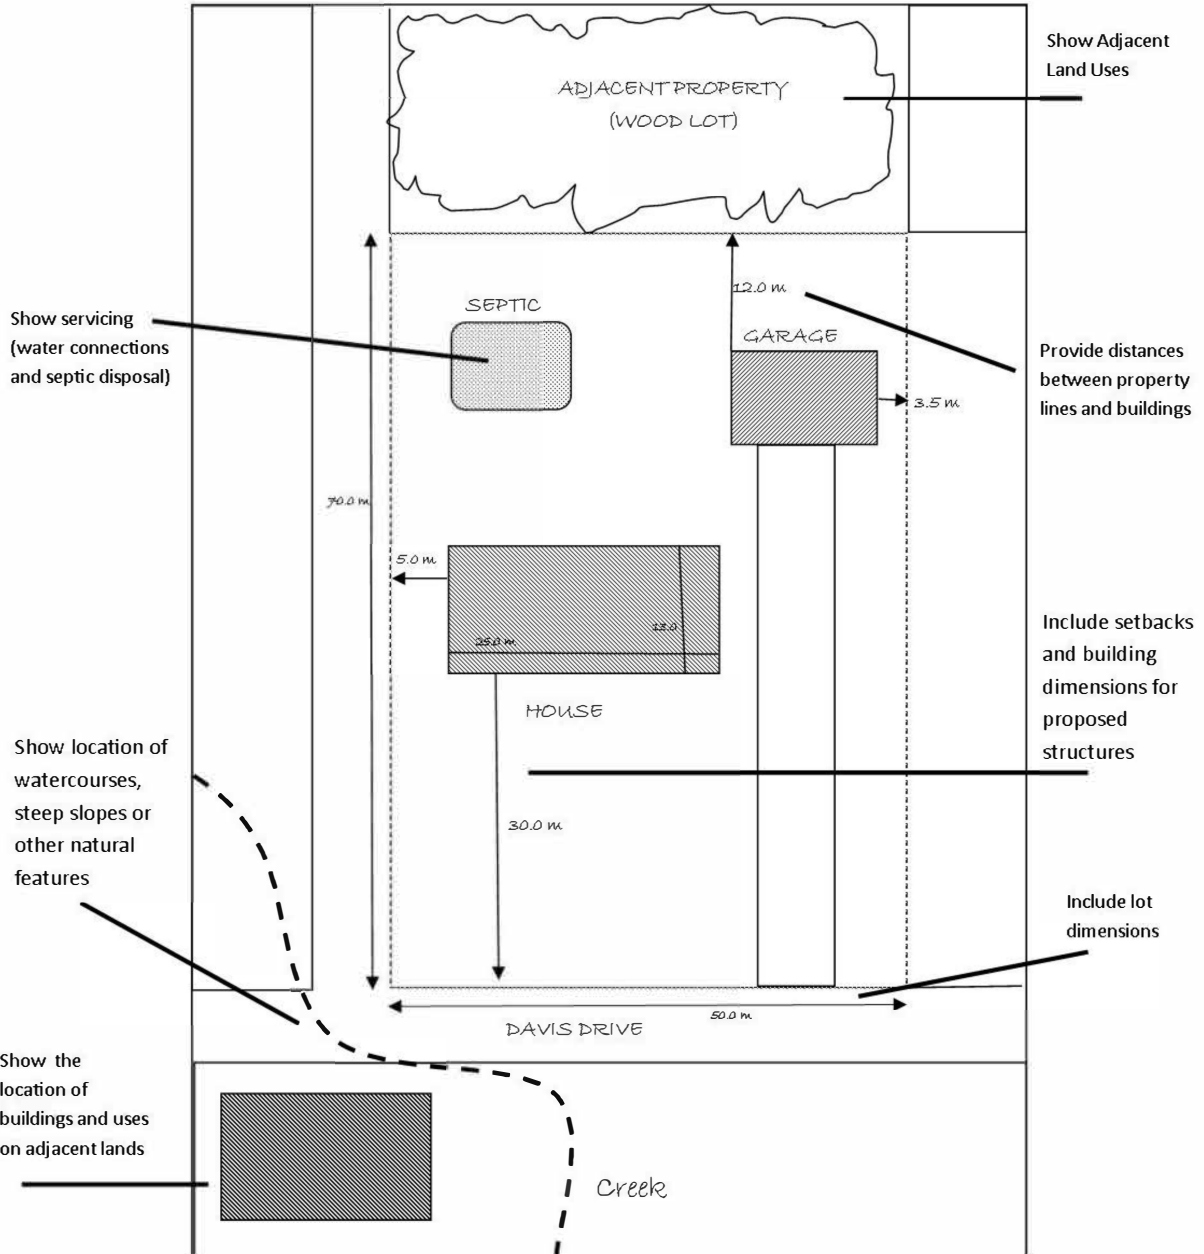 Show Adjacent
Land Uses
ADJACENT PROPERTY
(WOOD LOT)
12.0 m
SEPTIC
Show servicing
(water connections
and septic disposal)
GARAGE
Provide distances
between property
lines and buildings
3.5 m
70.0 m
5.0 m
25.0 m
13.0
HOUSE
Include setbacks
and building
dimensions for
proposed
structures
Show location of
watercourses,
steep slopes or
other natural
features
30.0 m
Include lot
dimensions
50.0 m
DAVIS DRIVE
Show the
location of
buildings and uses
on adjacent lands
Creek